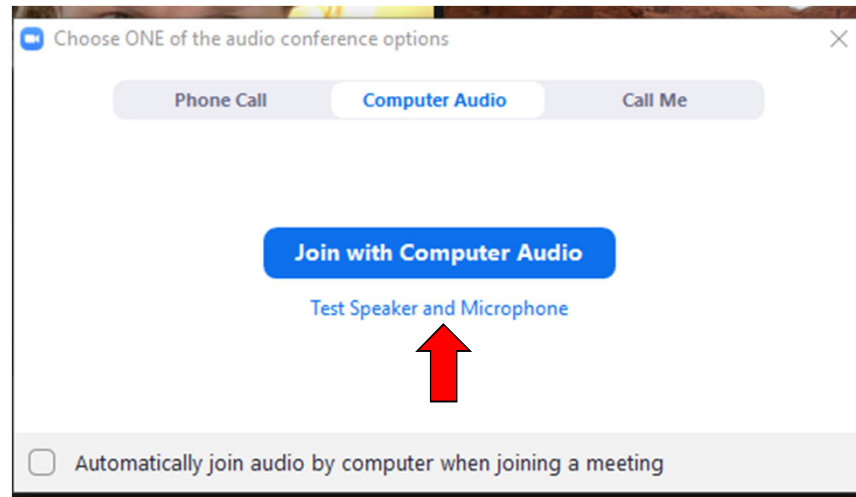 Choose ONE of the audio conference options
Phone Call Computer Audio Call Me
Join with Computer Audio
Test Speaker and Microphone
Automatically join audio by computer when joining a meeting